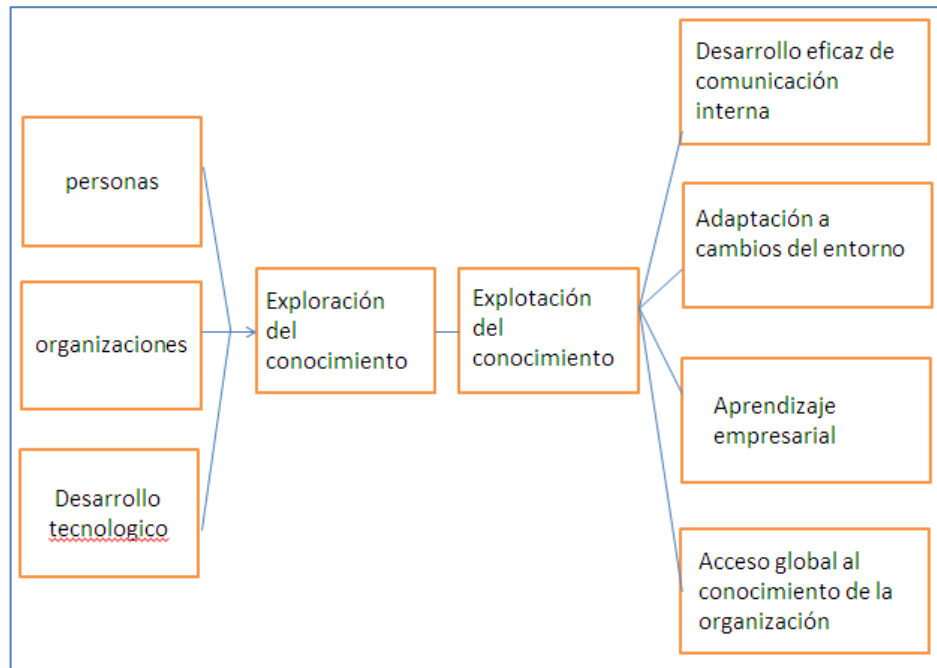 personas
organizaciones
Desarrollo
tecnologico
Exploración
del
conocimiento
Explotación
del
conocimiento
Desarrollo eficaz de
comunicación
interna
Adaptación a
cambios del entorno
Aprendizaje
empresarial
Acceso global al
conocimiento de la
organización